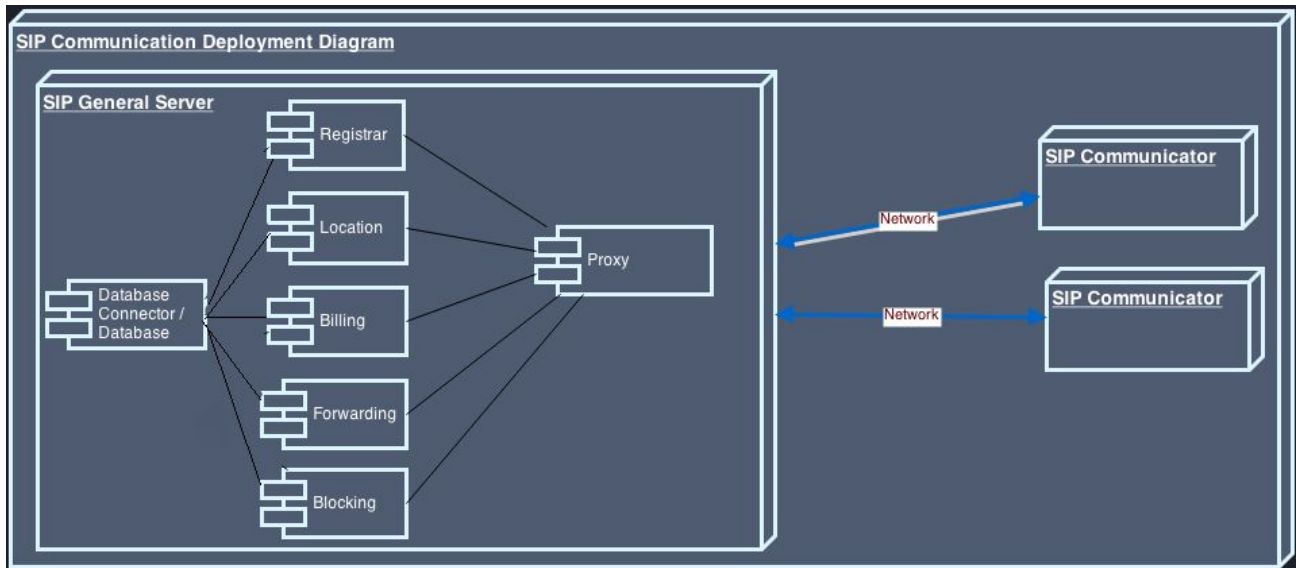 SIP Communication Deployment Diagram
SIP General Server
Registrar
SIP Communicator
Location
Network
Proxy
Database
Connector /
Database
Billing
SIP Communicator
Network
Forwarding
Blocking